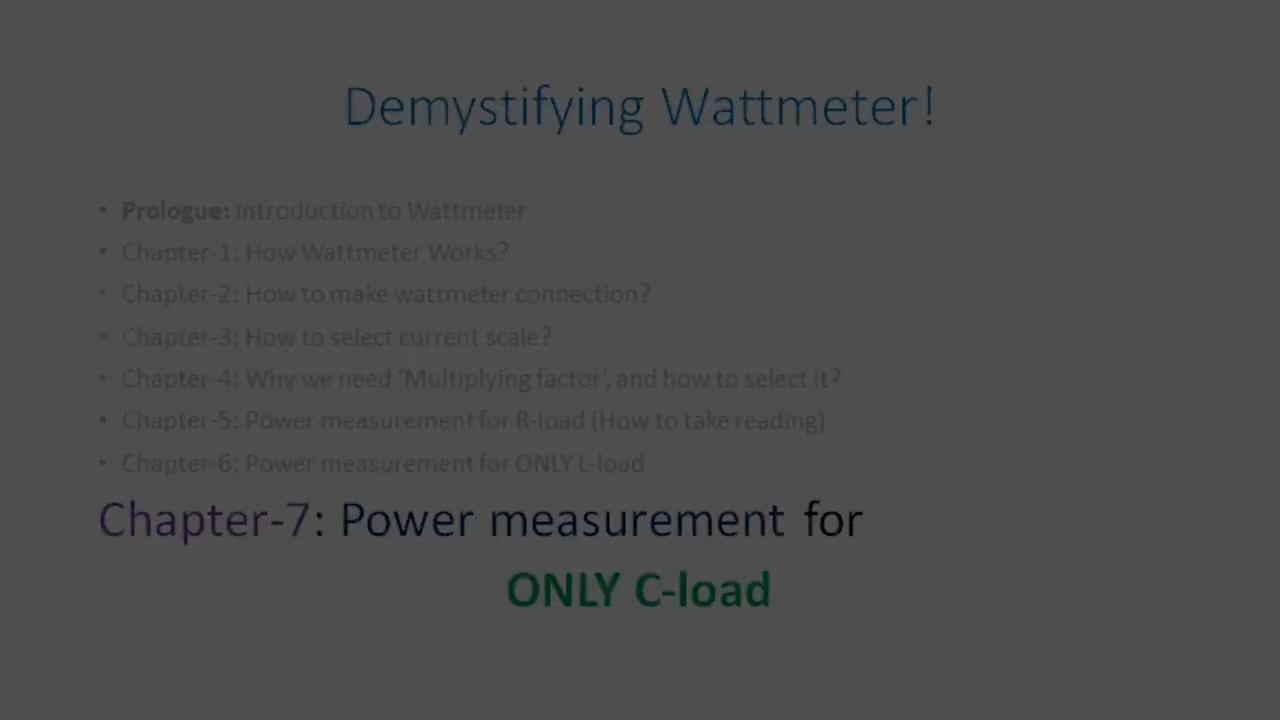 Demystifying Wattmeter!
• Prologue: Introduction to Wattmeter
• Chapter-1: How Wattmeter Works?
• Chapter-2: How to make wattmeter connection?
• Chapter-3: How to select current scale?
• Chapter-4: Why we need ‘Multiplying factor’, and how to select it?
• Chapter-5: Power measurement for R-load (How to take reading)
• Chapter-6: Power measurement for ONLY L-load
Chapter-7: Power measurement for
ONLY C-load